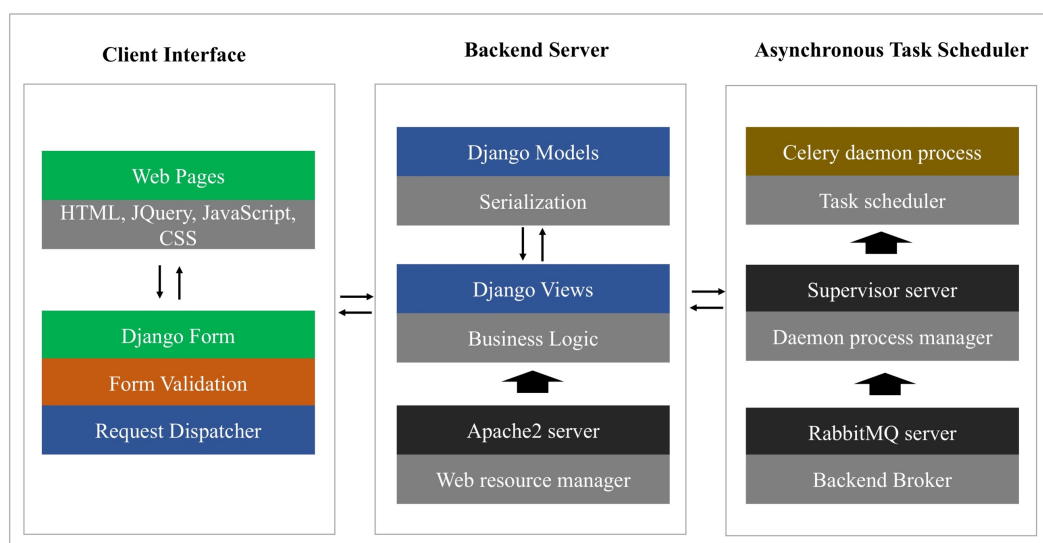 Client Interface
Web Pages
HTML, JQuery, JavaScript,
CSS
Django Form
Form Validation
Request Dispatcher
Backend Server
Django Models
Serialization
Django Views
Business Logic
Apache2 server
Web resource manager
Asynchronous Task Scheduler
Celery daemon process
Task scheduler
Supervisor server
Daemon process manager
RabbitMQ server
Backend Broker